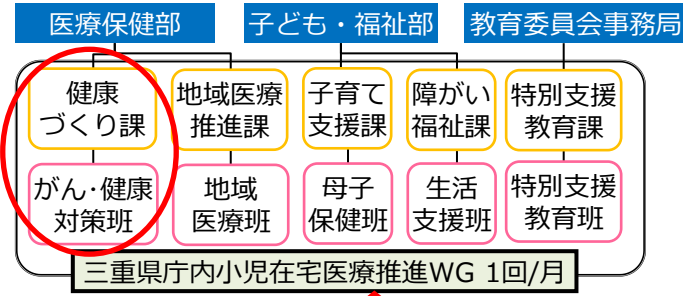 医療保健部
子ども・福祉部
教育委員会事務局
健康
づくり課
地域医療
推進課
子育て
支援課
障がい
福祉課
特別支援
教育課
がん・健康
対策班
地域
医療班
母子
保健班
生活
支援班
特別支援
教育班
三重県庁内小児在宅医療推進WG 1回/月